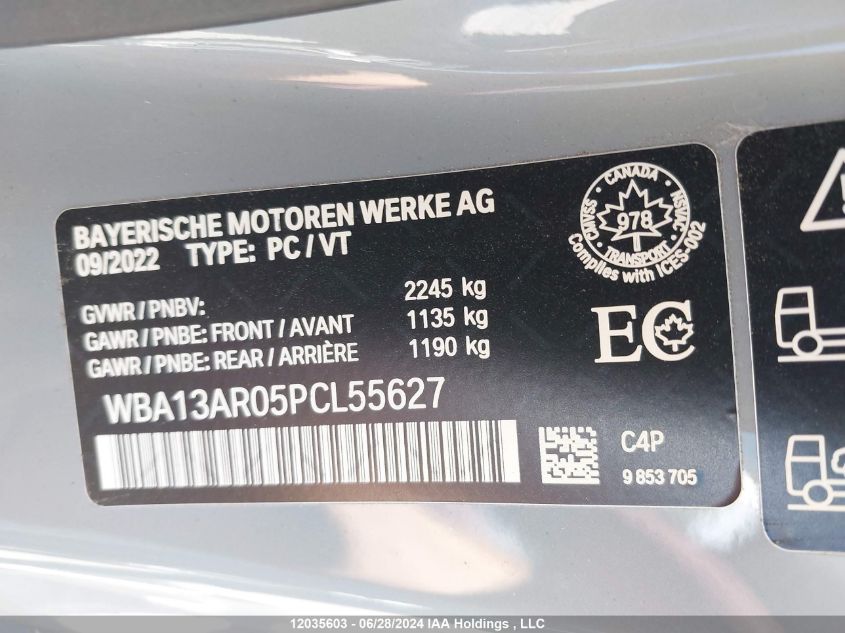 BAYERISCHE MOTOREN WERKE AG
09/2022 TYPE: PC / VT
GVWR / PNBV: 2245 kg
GAWR / PNBE: FRONT / AVANT 1135 kg
GAWR / PNBE: REAR / ARRIÈRE 1190 kg
WBA13AR05PCL55627
CANADA
CMVSS NSVAC
978
TRANSPORT
Complies with ICES-002
EC
C4P
9 853 705
12035603 - 06/28/2024 IAA Holdings , LLC